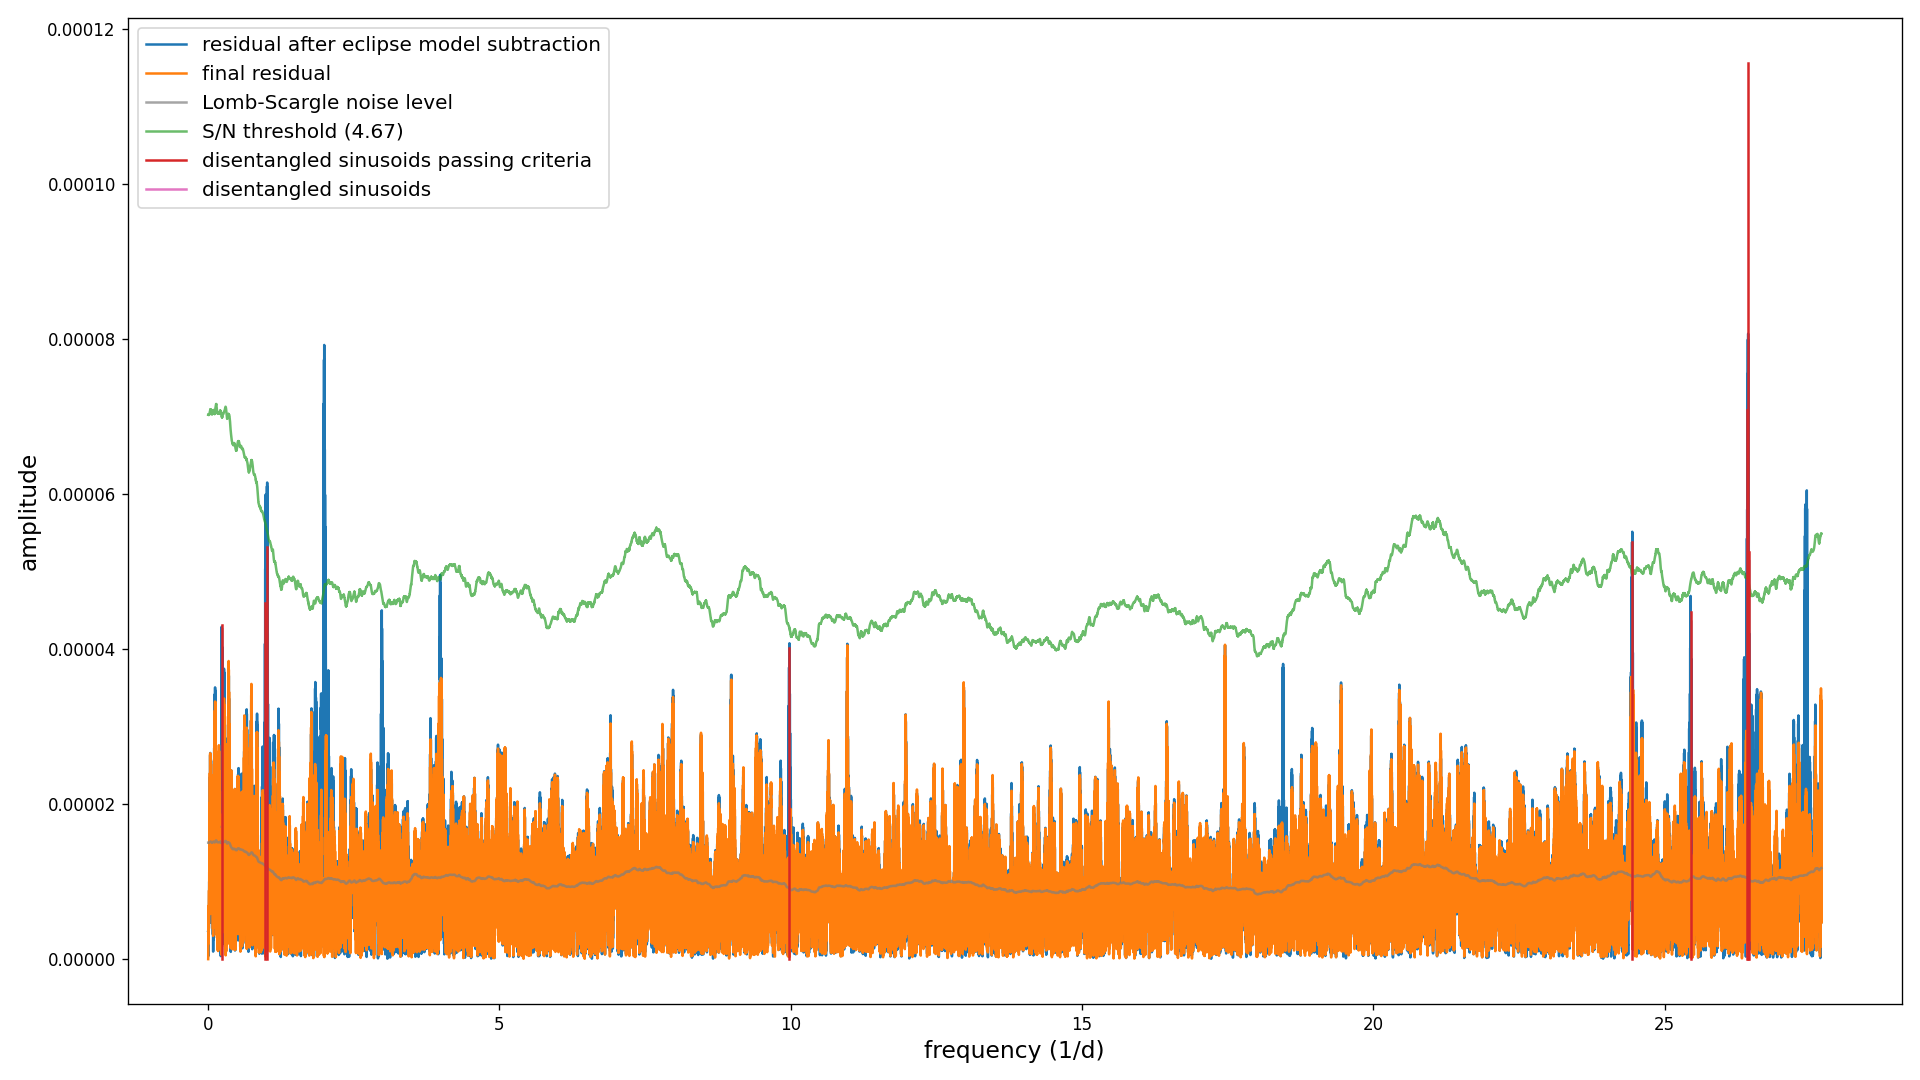 0.00012
0.00010
0.00008
0.00006
0.00004
0.00002
0.00000
amplitude
residual after eclipse model subtraction
final residual
Lomb-Scargle noise level
S/N threshold (4.67)
disentangled sinusoids passing criteria
disentangled sinusoids
0 5 10 15 20 25
frequency (1/d)